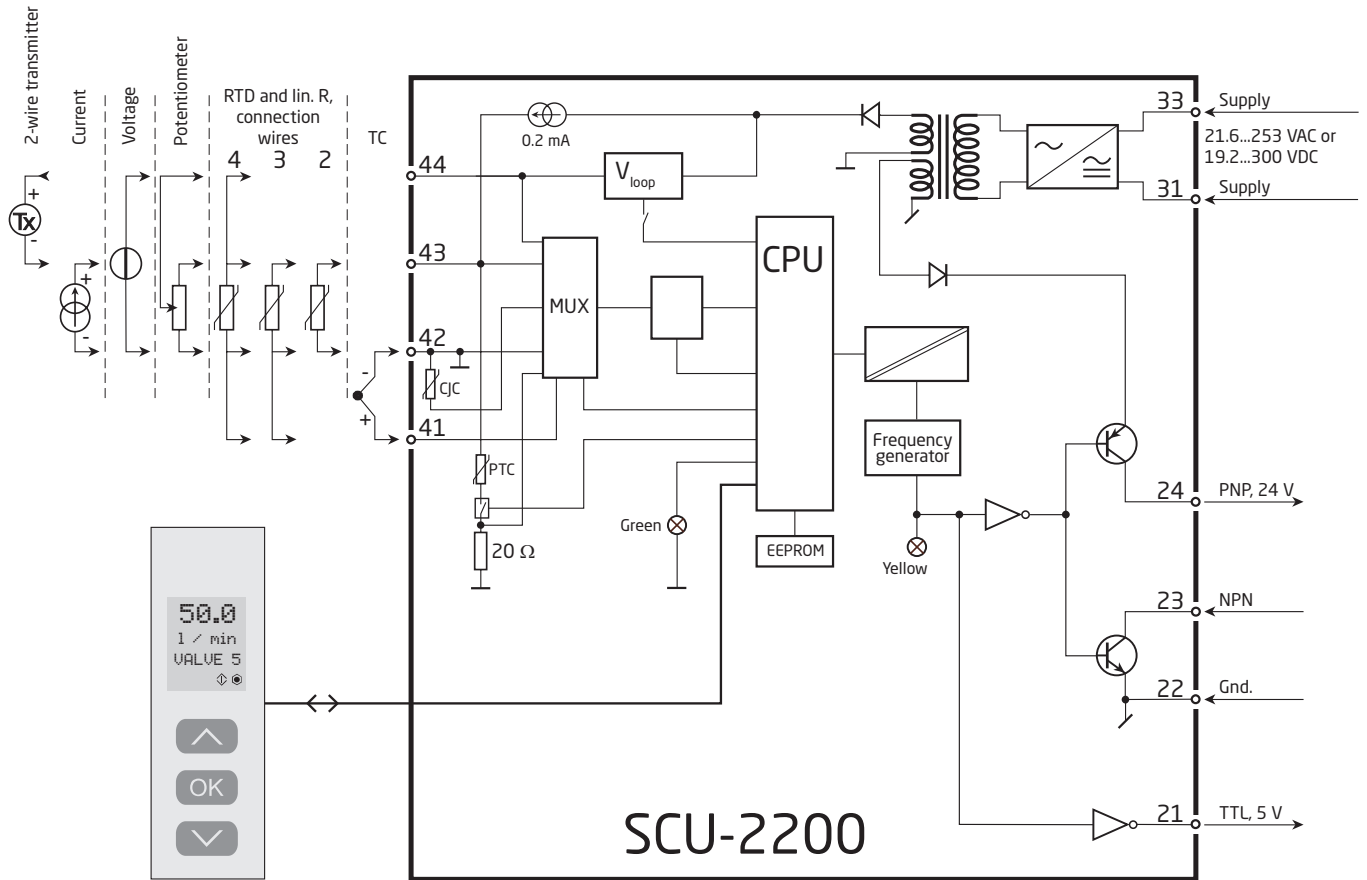 2-wire transmitter
Current
Voltage
Potentiometer
RTD and lin. R,
connection
wires
4 3 2
TC
+
Tx
-
+
-
-
+
44
43
42
41
0.2 mA
V loop
MUX
CPU
CJC
PTC
20 Ω
Green
EEPROM
Frequency
generator
Yellow
33
Supply
21.6...253 VAC or
19.2...300 VDC
31
Supply
24
PNP, 24 V
23
NPN
22
Gnd.
21
TTL, 5 V
50.0
l / min
VALVE 5
OK
SCU-2200